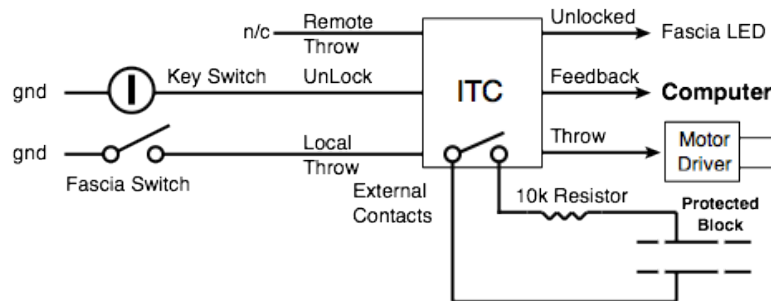 n/c
Remote
Throw
Unlocked
Fascia LED
gnd
Key Switch
UnLock
ITC
Feedback
Computer
gnd
Fascia Switch
Local
Throw
Throw
Motor
Driver
External
Contacts
10k Resistor
Protected
Block